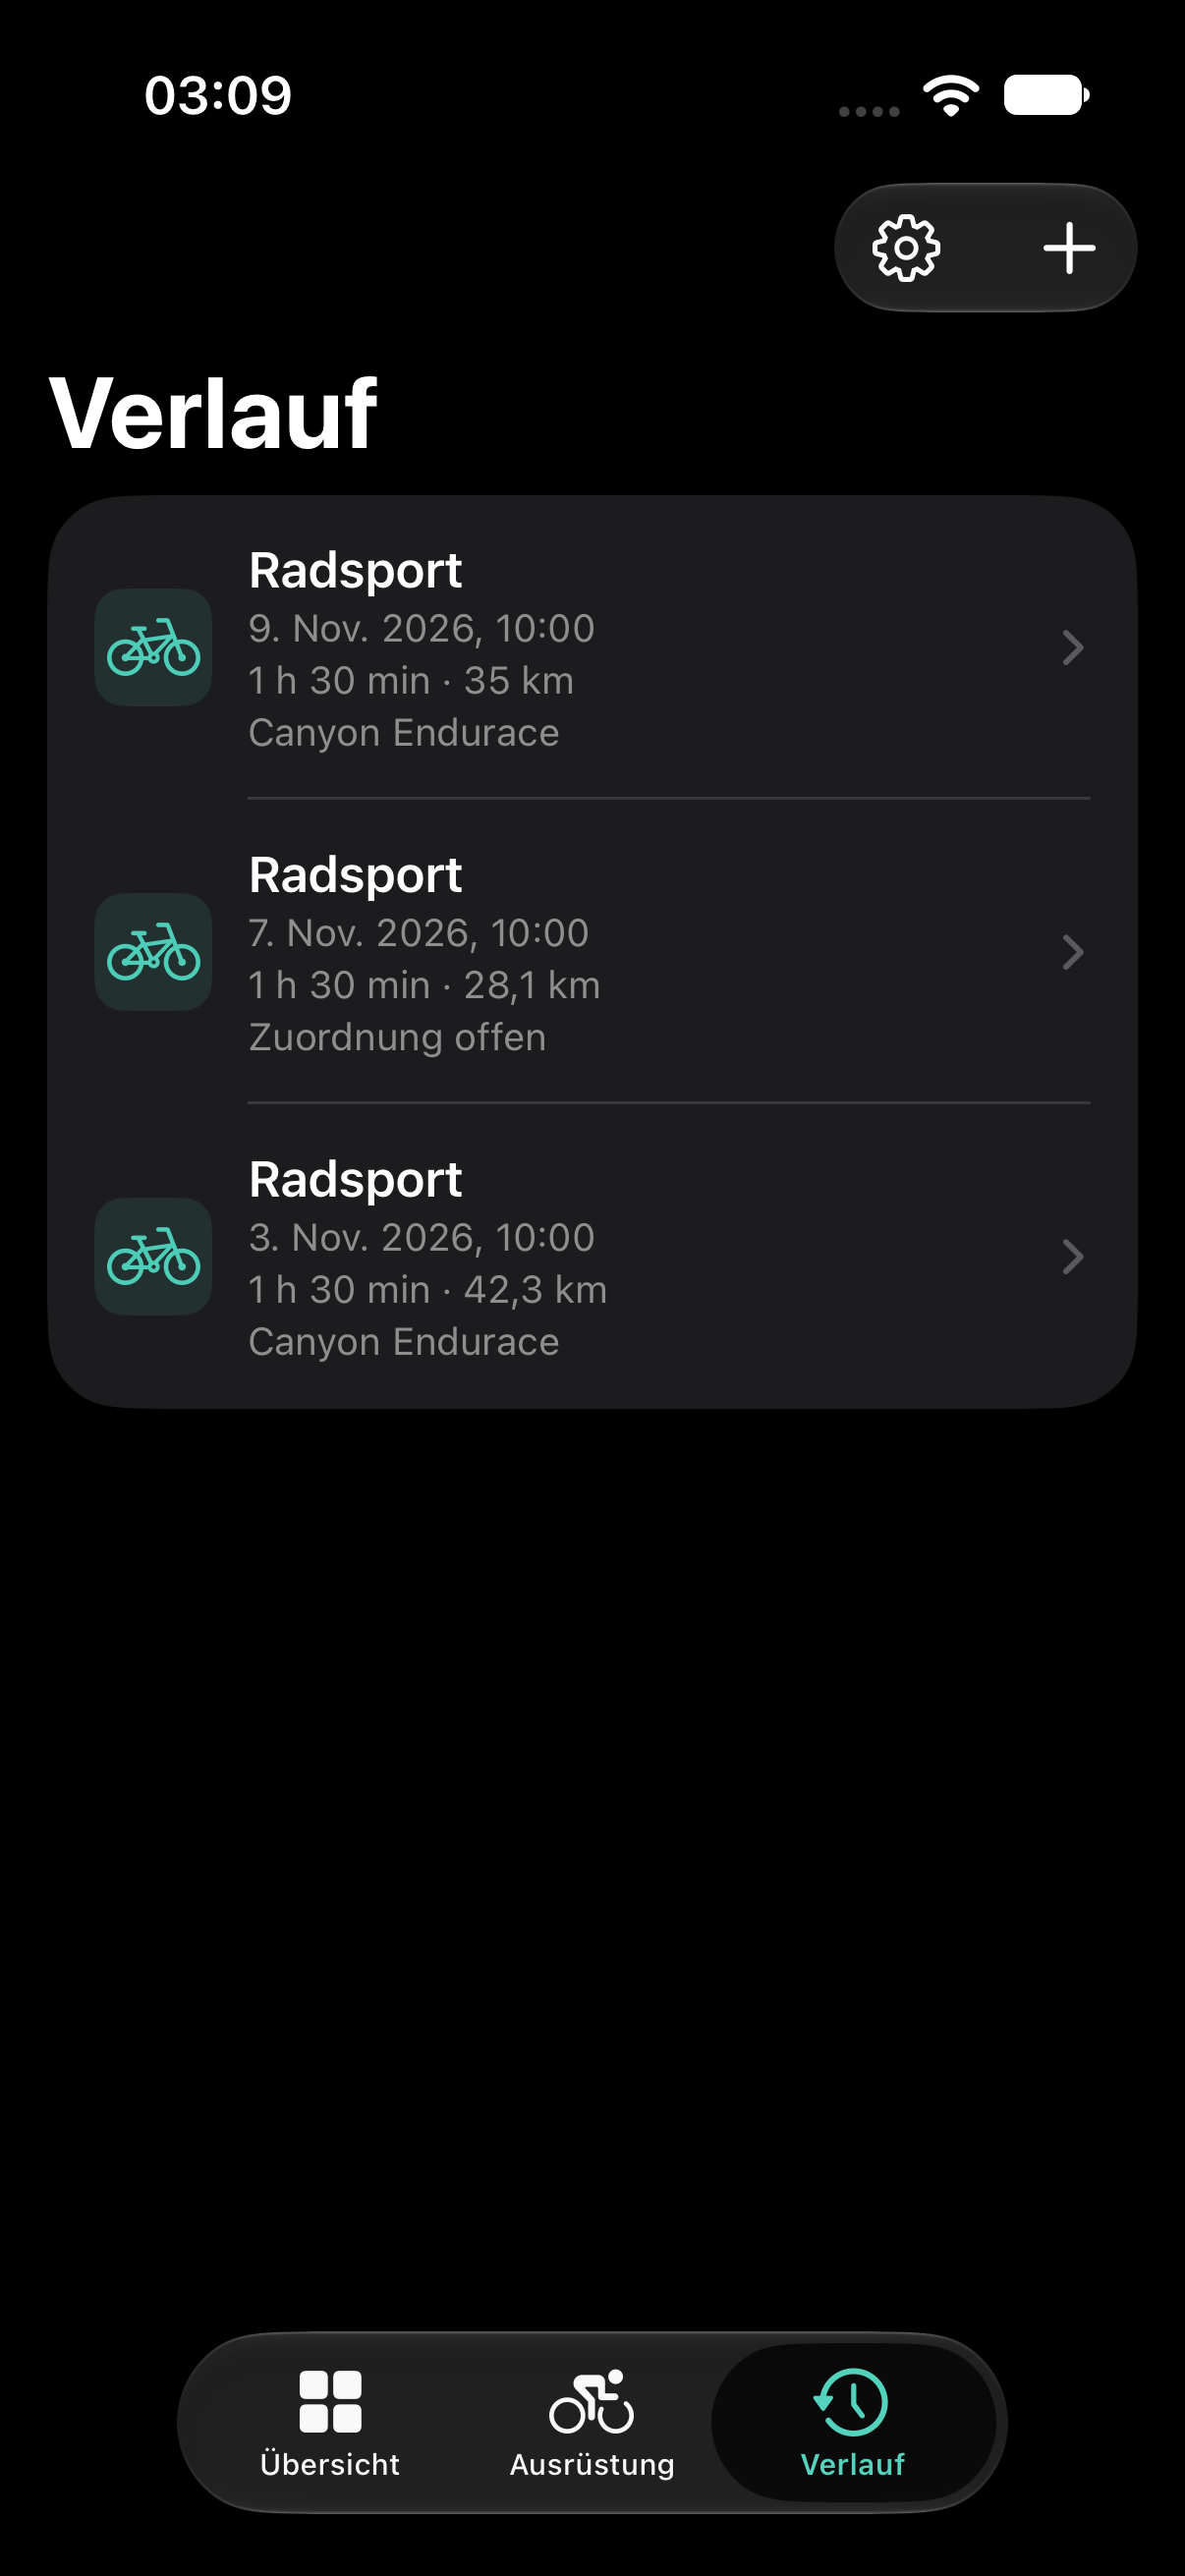 03:09
Verlauf
Radsport
9. Nov. 2026, 10:00
1 h 30 min · 35 km
Canyon Endurace
Radsport
7. Nov. 2026, 10:00
1 h 30 min · 28,1 km
Zuordnung offen
Radsport
3. Nov. 2026, 10:00
1 h 30 min · 42,3 km
Canyon Endurace
Übersicht
Ausrüstung
Verlauf